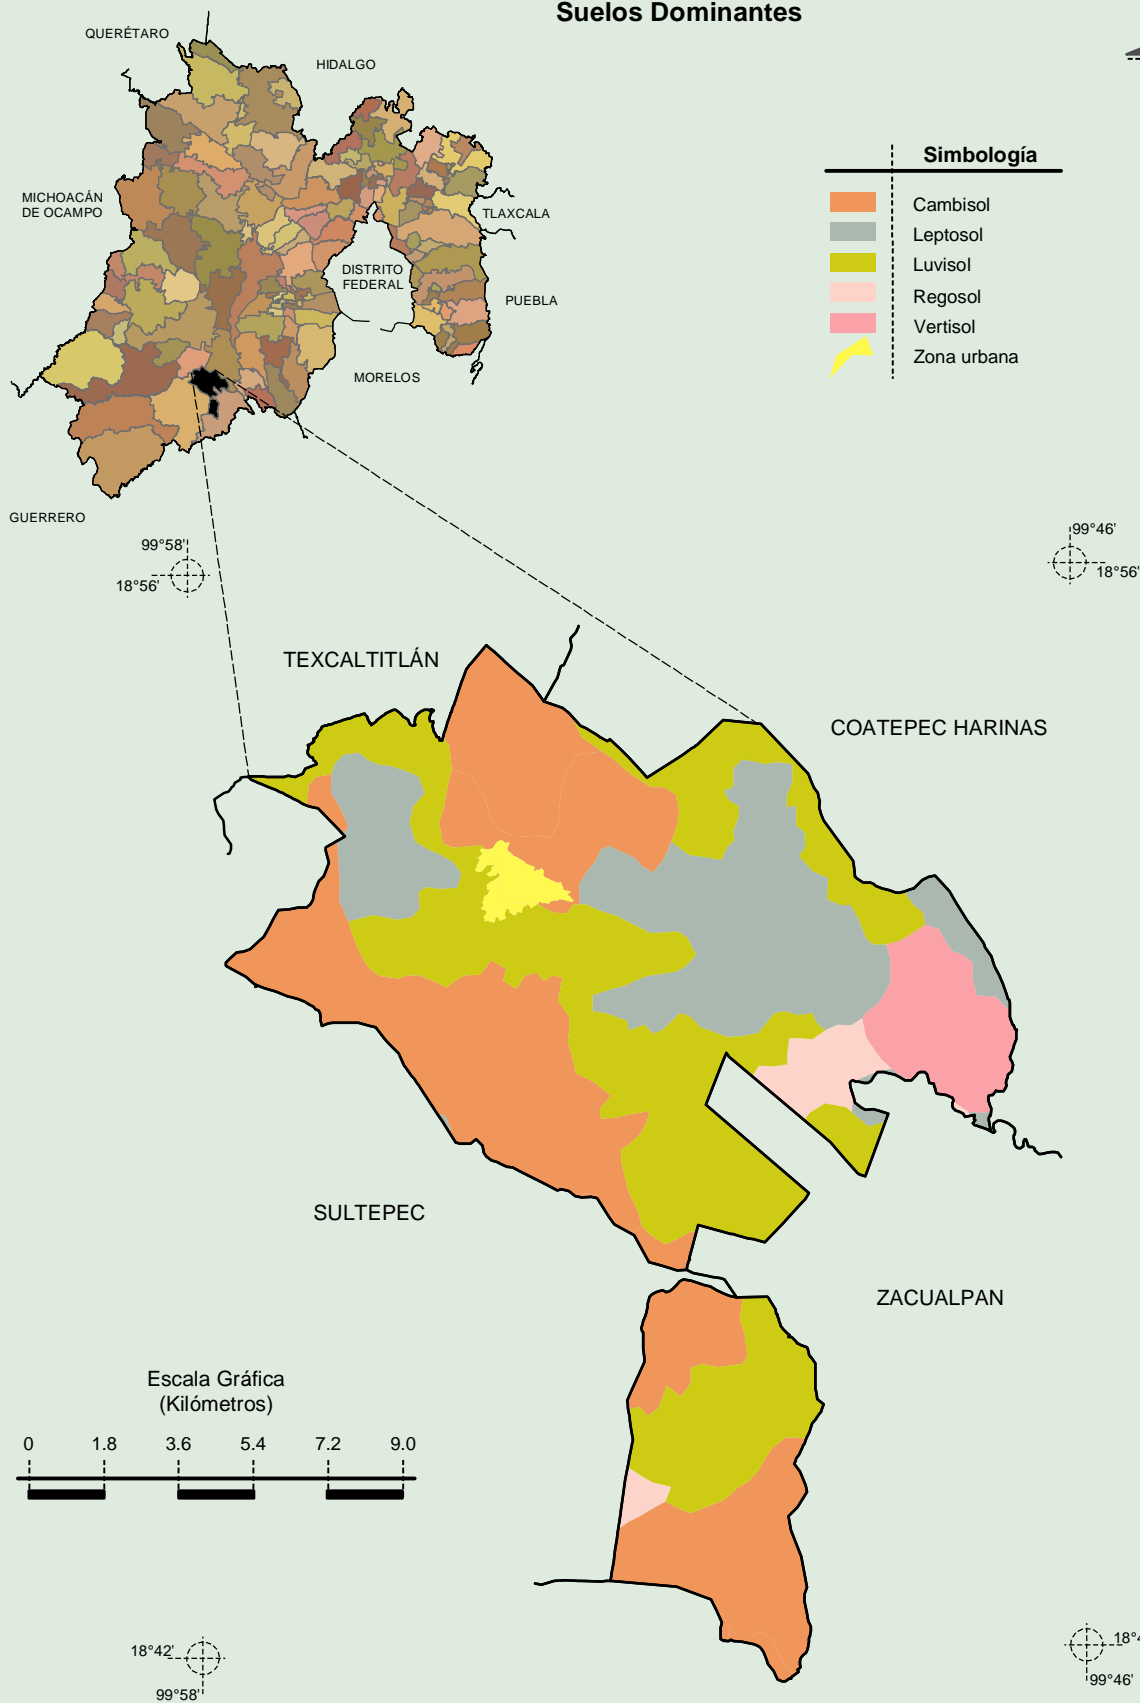 Suelos Dominantes
QUERÉTARO
HIDALGO
MICHOACÁN
DE OCAMPO
TLAXCALA
DISTRITO
FEDERAL
PUEBLA
MORELOS
GUERRERO
Simbología
Cambisol
Leptosol
Luvisol
Regosol
Vertisol
Zona urbana
99°58'
18°56'
99°46'
18°56'
TEXCALTITLÁN
COATEPEC HARINAS
SULTEPEC
ZACUALPAN
Escala Gráfica
(Kilómetros)
0 1.8 3.6 5.4 7.2 9.0
18°42'
99°58'
99°46'